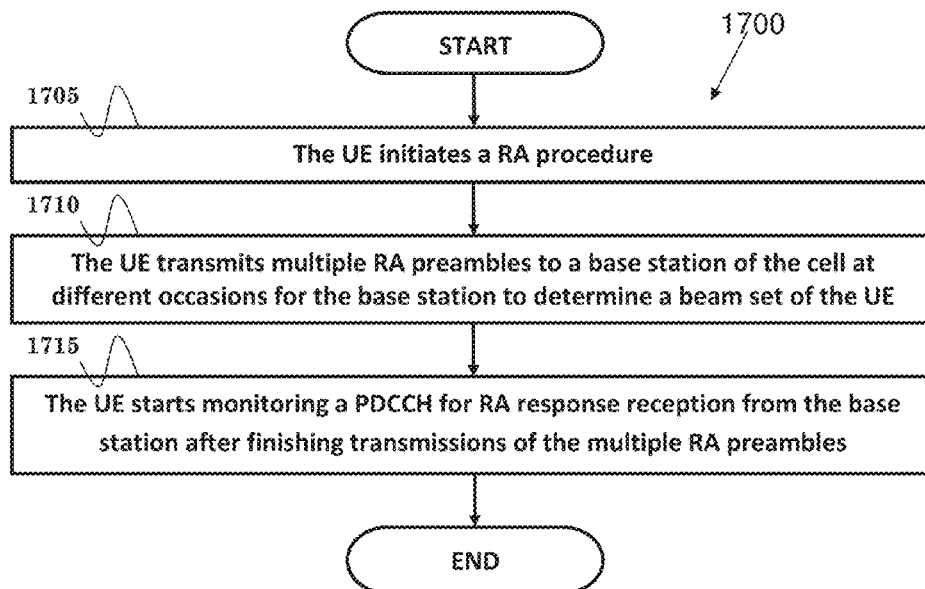 START
1700
1705
The UE initiates a RA procedure
1710
The UE transmits multiple RA preambles to a base station of the cell at
different occasions for the base station to determine a beam set of the UE
1715
The UE starts monitoring a PDCCH for RA response reception from the base
station after finishing transmissions of the multiple RA preambles
END